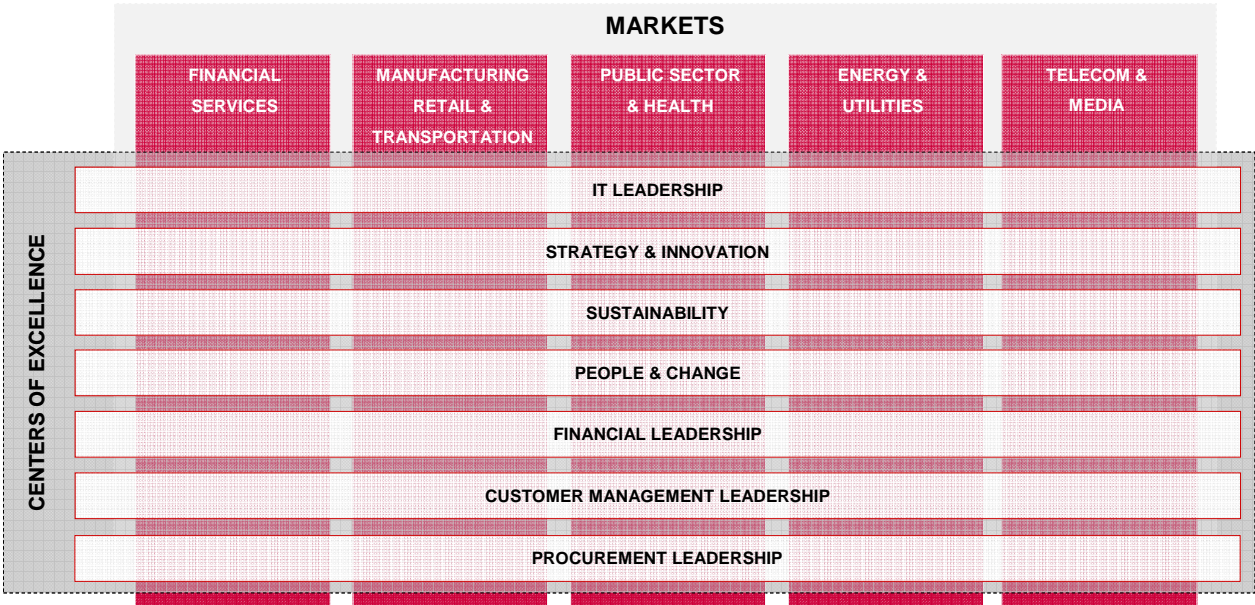 MARKETS
FINANCIAL
SERVICES
MANUFACTURING
RETAIL &
TRANSPORTATION
PUBLIC SECTOR
& HEALTH
ENERGY &
UTILITIES
TELECOM &
MEDIA
CENTERS OF EXCELLENCE
IT LEADERSHIP
STRATEGY & INNOVATION
SUSTAINABILITY
PEOPLE & CHANGE
FINANCIAL LEADERSHIP
CUSTOMER MANAGEMENT LEADERSHIP
PROCUREMENT LEADERSHIP